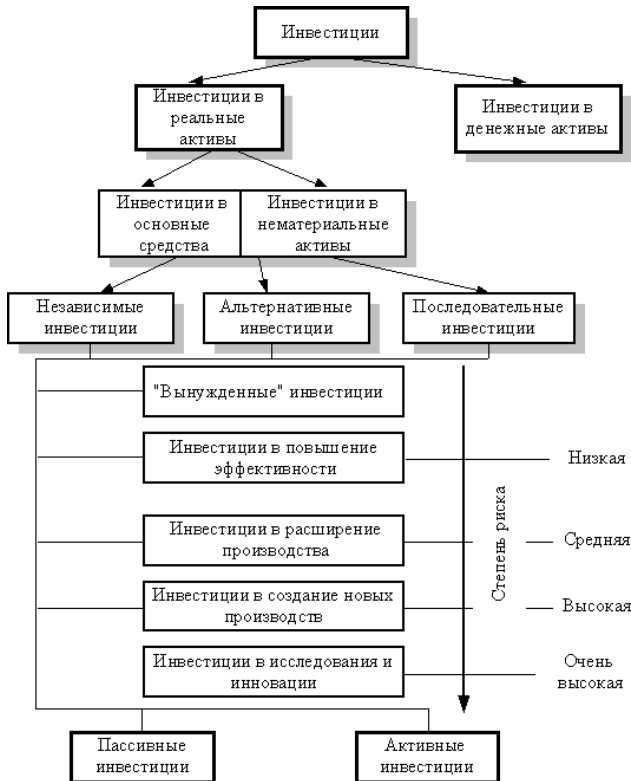 Инвестиции
Инвестиции в
реальные
активы
Инвестиции в
денежные активы
Инвестиции в
основные
средства
Инвестиции в
нематериальные
активы
Независимые
инвестиции
Альтернативные
инвестиции
Последовательные
инвестиции
"Вынужденные" инвестиции
Инвестиции в повышение
эффективности
Низкая
Инвестиции в расширение
производства
Средняя
Степень риска
Инвестиции в создание новых
производств
Высокая
Инвестиции в исследования и
инновации
Очень
высокая
Пассивные
инвестиции
Активные
инвестиции